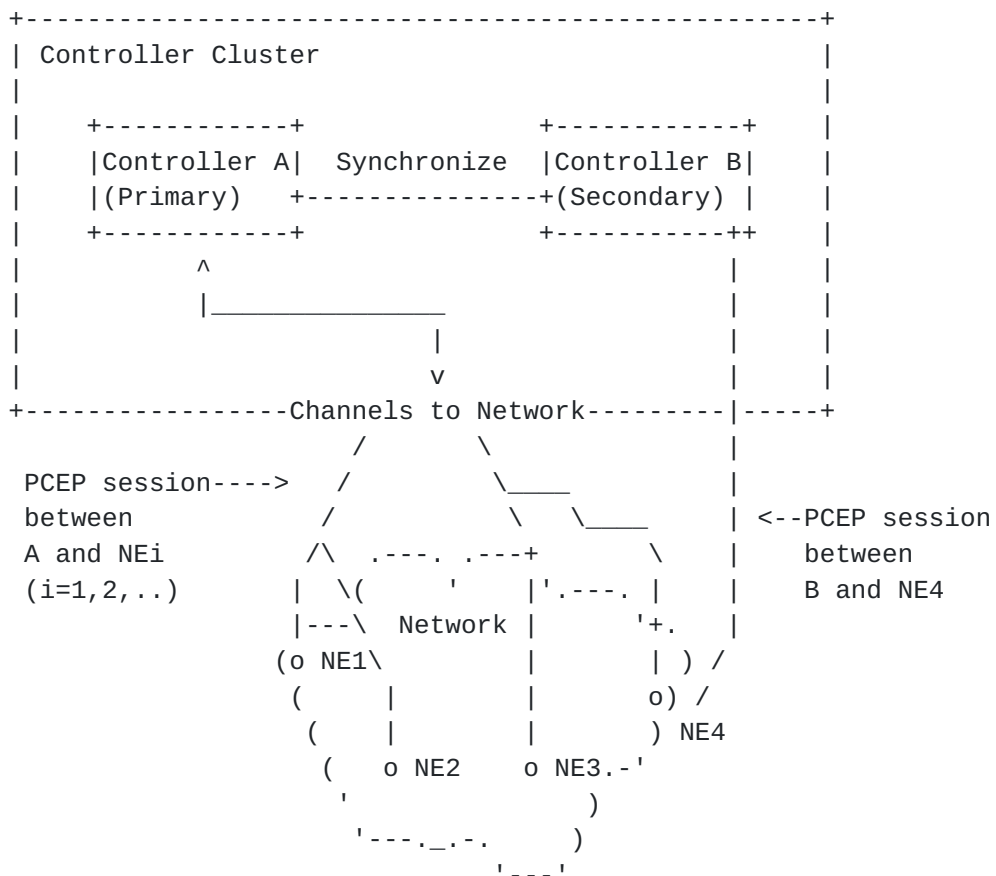 Controller Cluster
Controller A Synchronize Controller B
(Primary) (Secondary)
Channels to Network
PCEP session---->
between <--PCEP session
A and NEi between
(i=1,2,..) B and NE4
Network
NE1
NE4
NE2 NE3